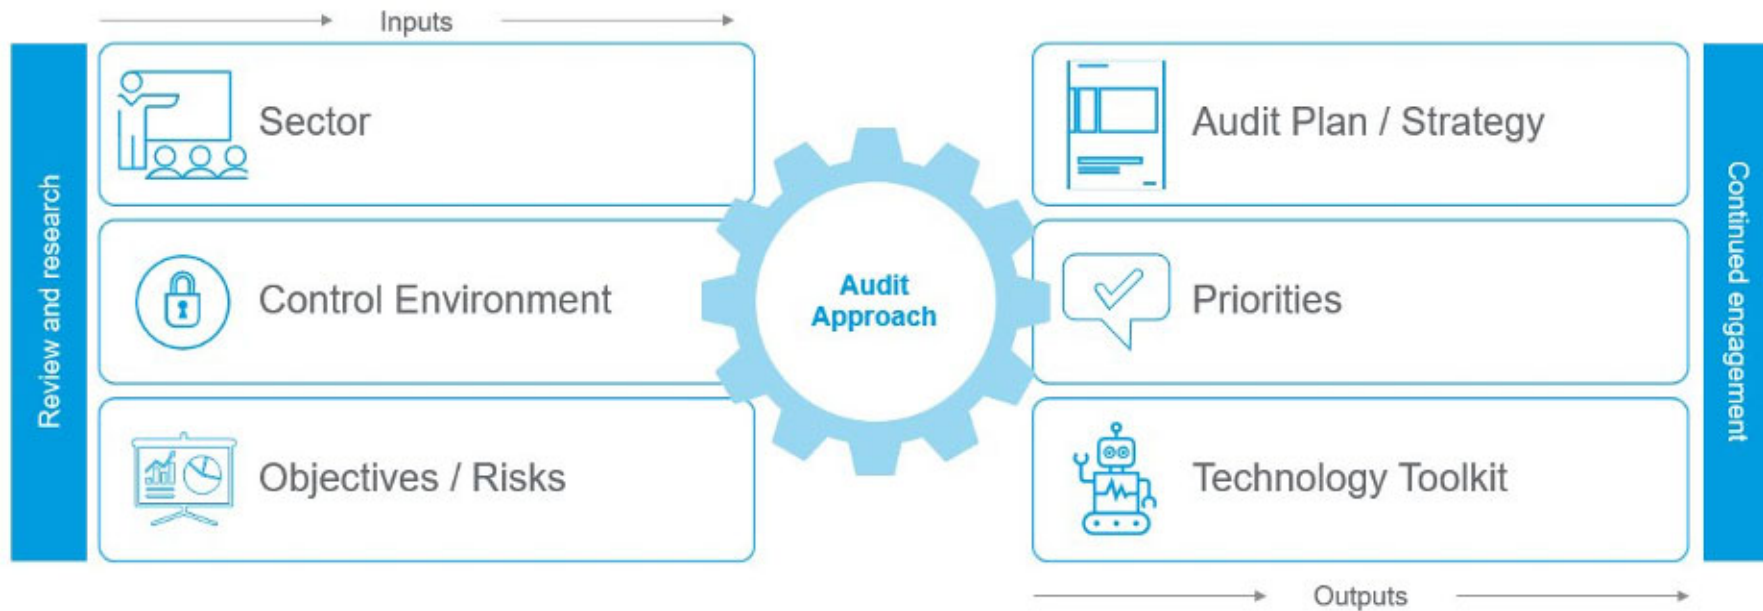 Inputs
Review and research
Sector
Control Environment
Objectives / Risks
Audit
Approach
Audit Plan / Strategy
Priorities
Technology Toolkit
Continued engagement
Outputs